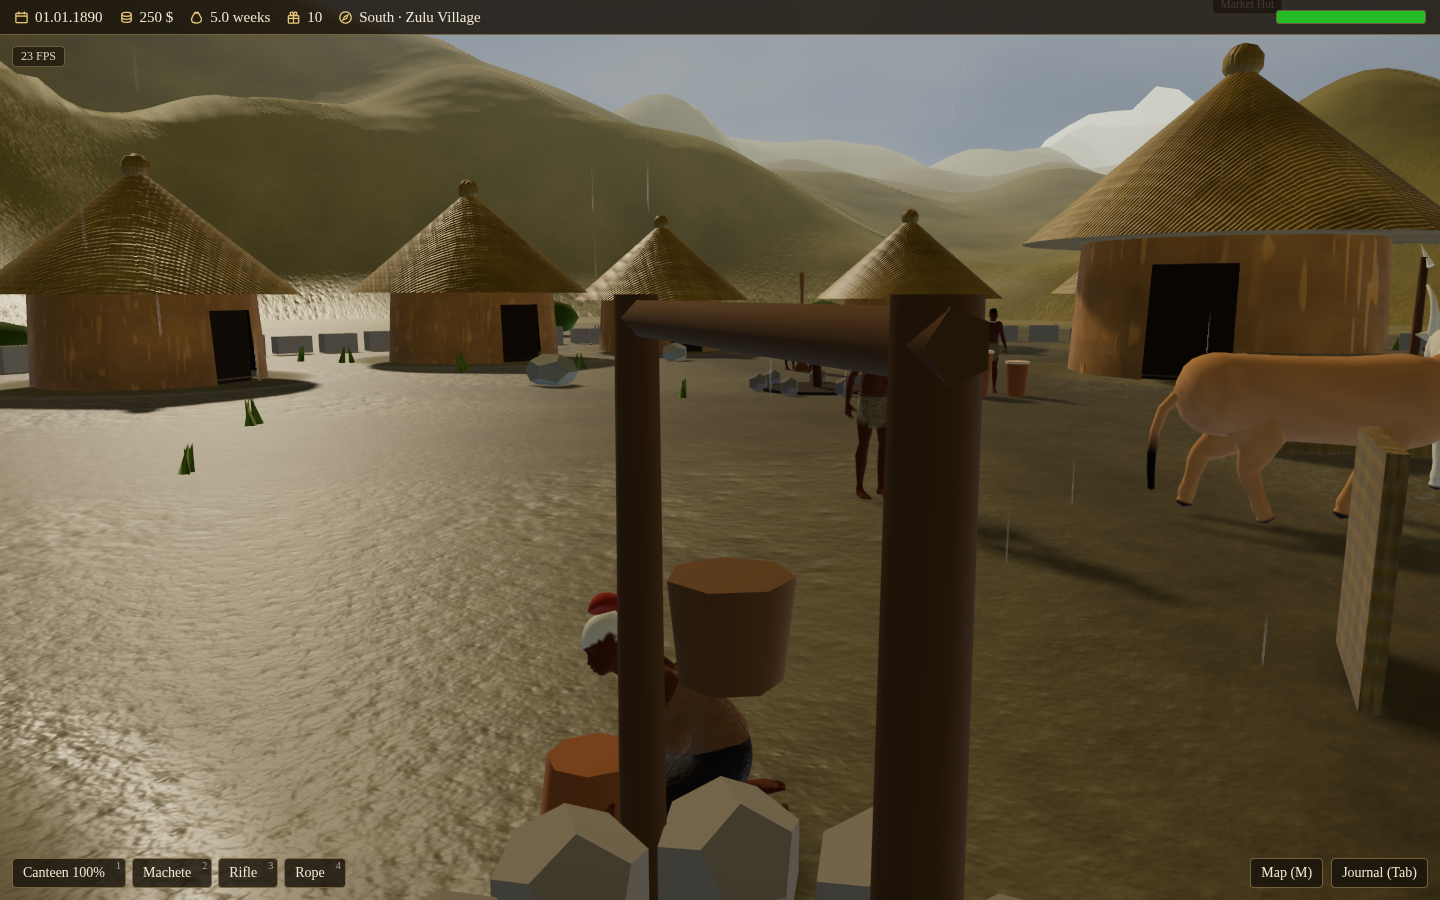 Market Hut
01.01.1890 250 $ 5.0 weeks 10 South · Zulu Village
23 FPS
Canteen 100% 1 Machete 2 Rifle 3 Rope 4
Map (M) Journal (Tab)